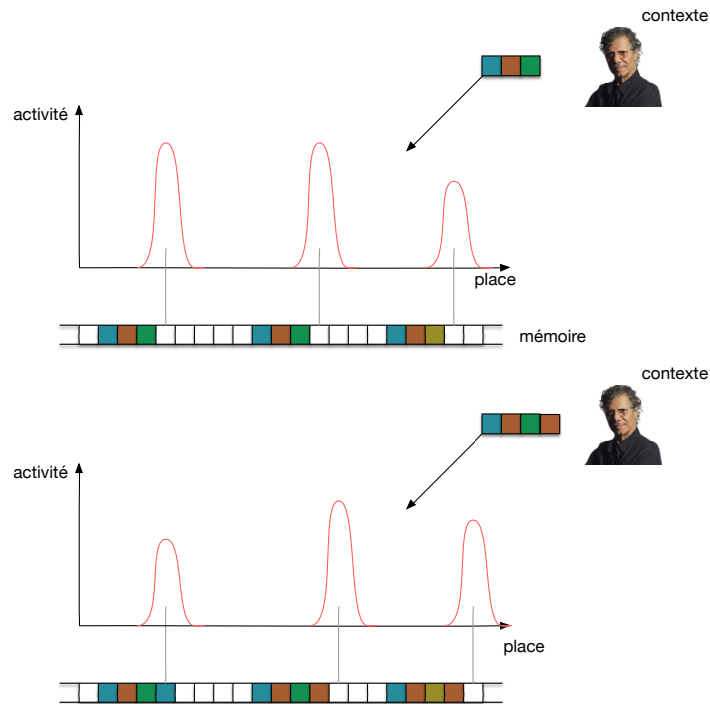 contexte
activité
place
mémoire
contexte
activité
place